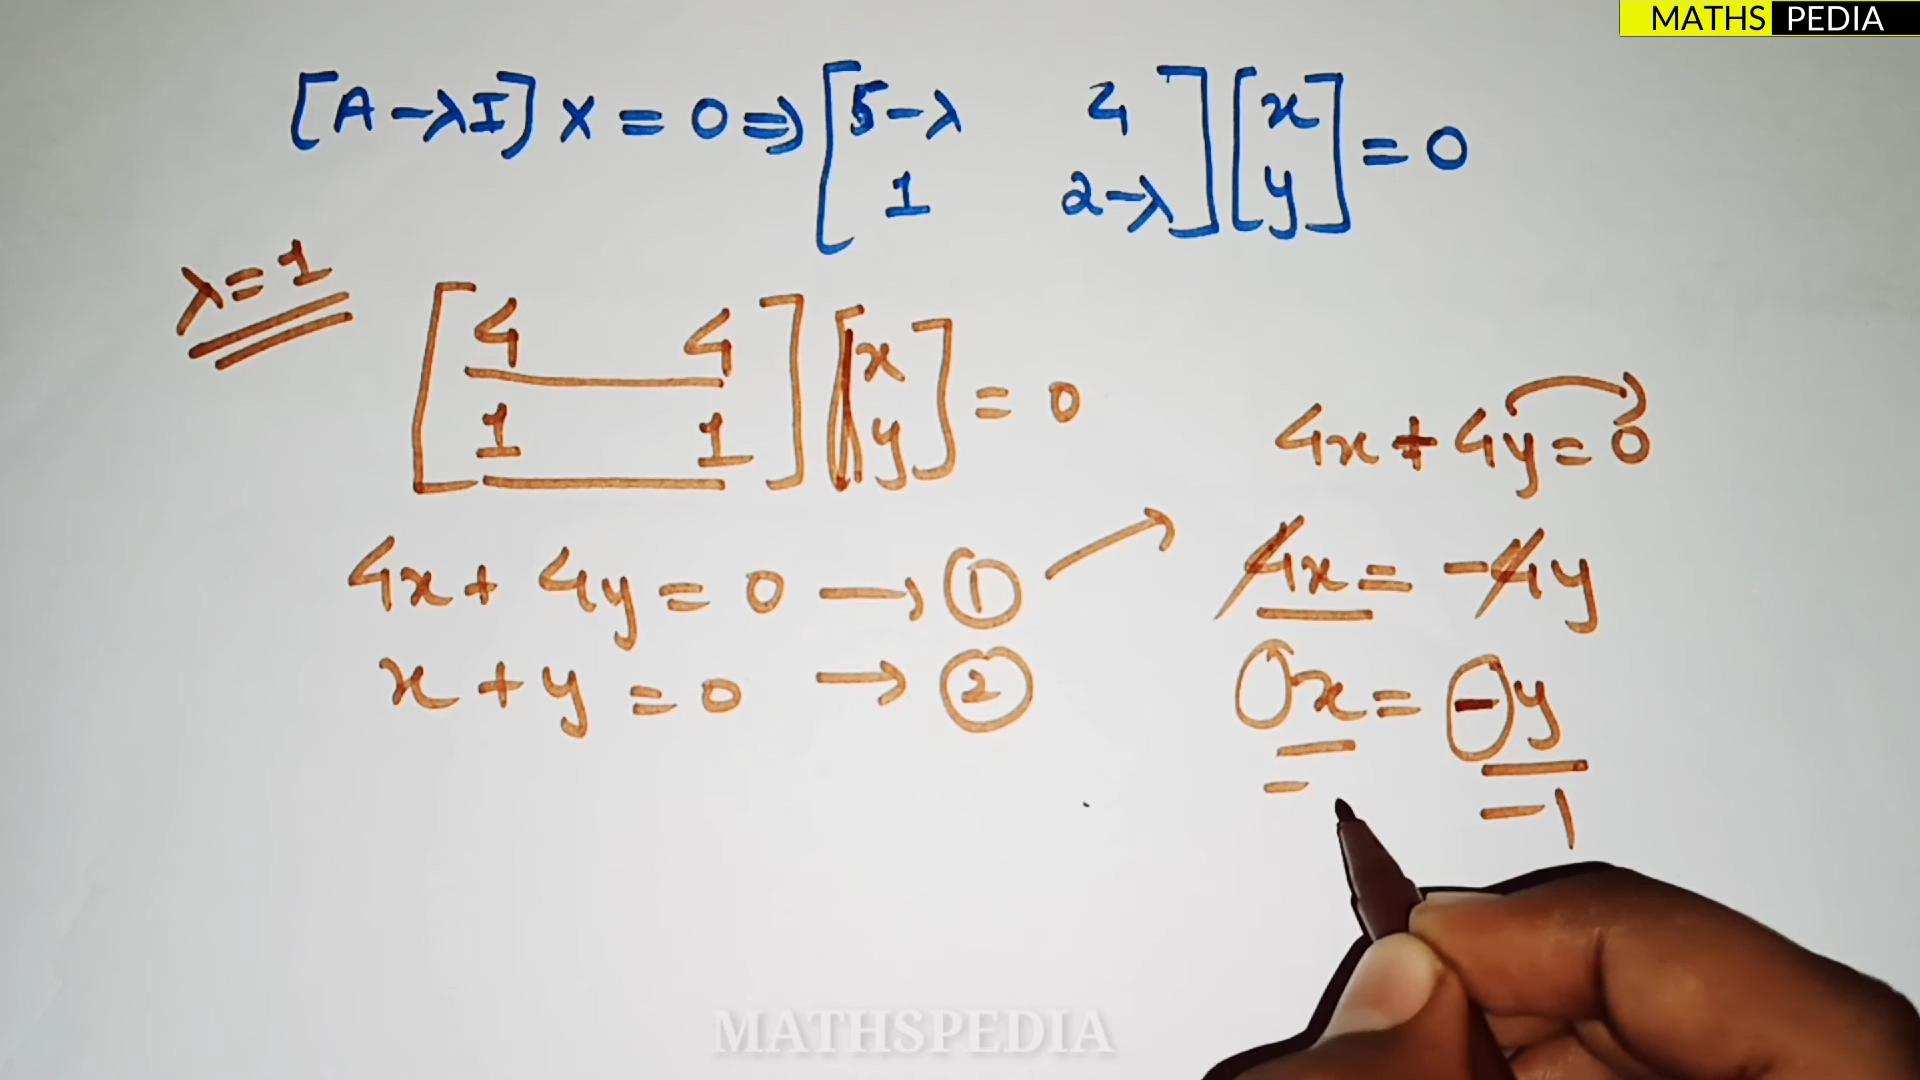 MATHS PEDIA
[A-λI] X = 0 ⇒ [5-λ 4] [x] = 0
[1 2-λ] [y]
λ=1
[4 4] [x] = 0
[1 1] [y]
4x + 4y = 0 → ①
x + y = 0 → ②
4x + 4y = 0
4x = -4y
x = -y
= -1
MATHSPEDIA